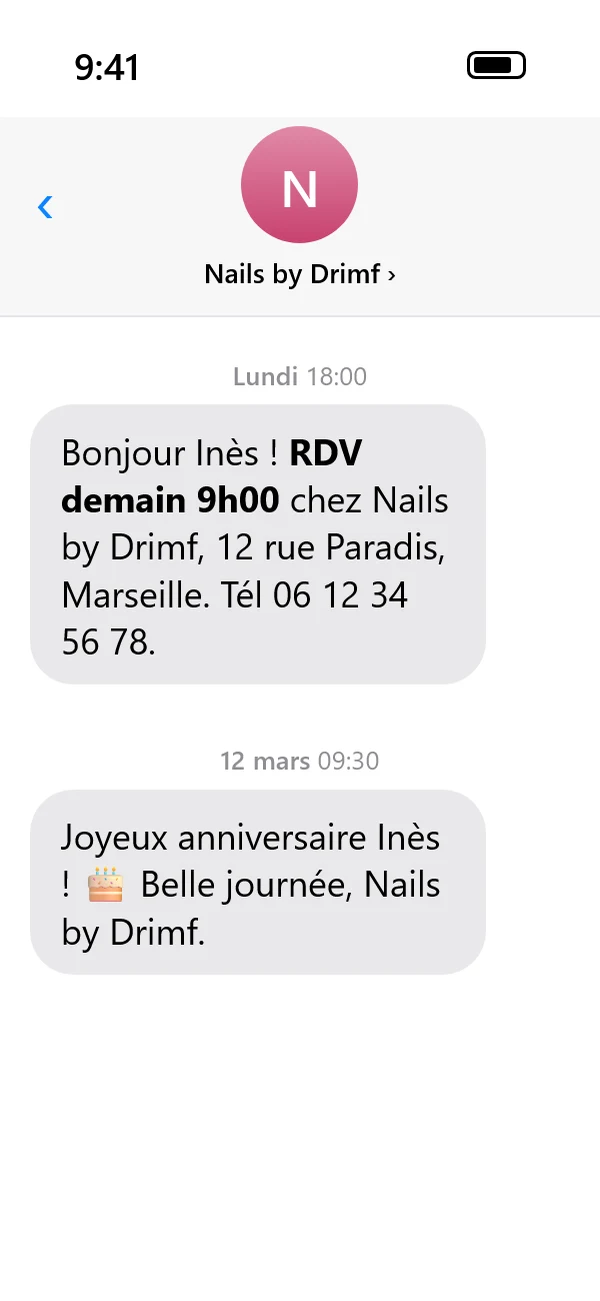 9:41
‹
N
Nails by Drimf ›
Lundi 18:00
Bonjour Inès ! RDV
demain 9h00 chez Nails
by Drimf, 12 rue Paradis,
Marseille. Tél 06 12 34
56 78.
12 mars 09:30
Joyeux anniversaire Inès
! 🎂 Belle journée, Nails
by Drimf.